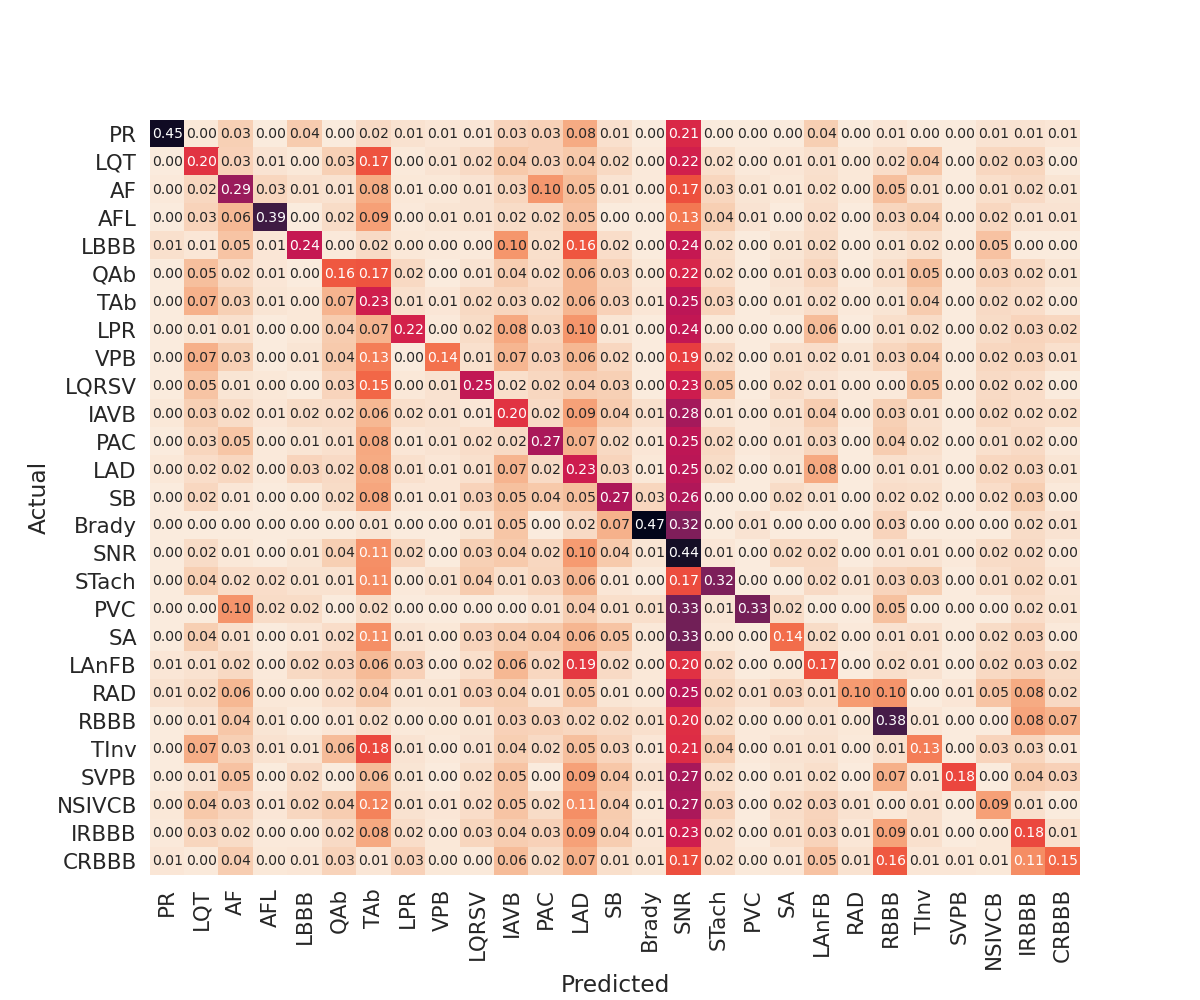 PR 0.45 0.00 0.03 0.00 0.04 0.00 0.02 0.01 0.01 0.01 0.03 0.03 0.08 0.01 0.00 0.21 0.00 0.00 0.00 0.04 0.00 0.01 0.00 0.00 0.01 0.01 0.01
LQT 0.00 0.20 0.03 0.01 0.00 0.03 0.17 0.00 0.01 0.02 0.04 0.03 0.04 0.02 0.00 0.22 0.02 0.00 0.01 0.01 0.00 0.02 0.04 0.00 0.02 0.03 0.00
AF 0.00 0.02 0.29 0.03 0.01 0.01 0.08 0.01 0.00 0.01 0.03 0.10 0.05 0.01 0.00 0.17 0.03 0.01 0.01 0.02 0.00 0.05 0.01 0.00 0.01 0.02 0.01
AFL 0.00 0.03 0.06 0.39 0.00 0.02 0.09 0.00 0.01 0.01 0.02 0.02 0.05 0.00 0.00 0.13 0.04 0.01 0.00 0.02 0.00 0.03 0.04 0.00 0.02 0.01 0.01
LBBB 0.01 0.01 0.05 0.01 0.24 0.00 0.02 0.00 0.00 0.00 0.10 0.02 0.16 0.02 0.00 0.24 0.02 0.00 0.01 0.02 0.00 0.01 0.02 0.00 0.05 0.00 0.00
QAb 0.00 0.05 0.02 0.01 0.00 0.16 0.17 0.02 0.00 0.01 0.04 0.02 0.06 0.03 0.00 0.22 0.02 0.00 0.01 0.03 0.00 0.01 0.05 0.00 0.03 0.02 0.01
TAb 0.00 0.07 0.03 0.01 0.00 0.07 0.23 0.01 0.01 0.02 0.03 0.02 0.06 0.03 0.01 0.25 0.03 0.00 0.01 0.02 0.00 0.01 0.04 0.00 0.02 0.02 0.00
LPR 0.00 0.01 0.01 0.00 0.00 0.04 0.07 0.22 0.00 0.02 0.08 0.03 0.10 0.01 0.00 0.24 0.00 0.00 0.00 0.06 0.00 0.01 0.02 0.00 0.02 0.03 0.02
VPB 0.00 0.07 0.03 0.00 0.01 0.04 0.13 0.00 0.14 0.01 0.07 0.03 0.06 0.02 0.00 0.19 0.02 0.00 0.01 0.02 0.01 0.03 0.04 0.00 0.02 0.03 0.01
LQRSV 0.00 0.05 0.01 0.00 0.00 0.03 0.15 0.00 0.01 0.25 0.02 0.02 0.04 0.03 0.00 0.23 0.05 0.00 0.02 0.01 0.00 0.00 0.05 0.00 0.02 0.02 0.00
IAVB 0.00 0.03 0.02 0.01 0.02 0.02 0.06 0.02 0.01 0.01 0.20 0.02 0.09 0.04 0.01 0.28 0.01 0.00 0.01 0.04 0.00 0.03 0.01 0.00 0.02 0.02 0.02
PAC 0.00 0.03 0.05 0.00 0.01 0.01 0.08 0.01 0.01 0.02 0.02 0.27 0.07 0.02 0.01 0.25 0.02 0.00 0.01 0.03 0.00 0.04 0.02 0.00 0.01 0.02 0.00
LAD 0.00 0.02 0.02 0.00 0.03 0.02 0.08 0.01 0.01 0.01 0.07 0.02 0.23 0.03 0.01 0.25 0.02 0.00 0.01 0.08 0.00 0.01 0.01 0.00 0.02 0.03 0.01
SB 0.00 0.02 0.01 0.00 0.00 0.02 0.08 0.01 0.01 0.03 0.05 0.04 0.05 0.27 0.03 0.26 0.00 0.00 0.02 0.01 0.00 0.02 0.02 0.00 0.02 0.03 0.00
Brady 0.00 0.00 0.00 0.00 0.00 0.00 0.01 0.00 0.00 0.01 0.05 0.00 0.02 0.07 0.47 0.32 0.00 0.01 0.00 0.00 0.00 0.03 0.00 0.00 0.00 0.02 0.01
SNR 0.00 0.02 0.01 0.00 0.01 0.04 0.11 0.02 0.00 0.03 0.04 0.02 0.10 0.04 0.01 0.44 0.01 0.00 0.02 0.02 0.00 0.01 0.01 0.00 0.02 0.02 0.00
STach 0.00 0.04 0.02 0.02 0.01 0.01 0.11 0.00 0.01 0.04 0.01 0.03 0.06 0.01 0.00 0.17 0.32 0.00 0.00 0.02 0.01 0.03 0.03 0.00 0.01 0.02 0.01
PVC 0.00 0.00 0.10 0.02 0.02 0.00 0.02 0.00 0.00 0.00 0.00 0.01 0.04 0.01 0.01 0.33 0.01 0.33 0.02 0.00 0.00 0.05 0.00 0.00 0.00 0.02 0.01
SA 0.00 0.04 0.01 0.00 0.01 0.02 0.11 0.01 0.00 0.03 0.04 0.04 0.06 0.05 0.00 0.33 0.00 0.00 0.14 0.02 0.00 0.01 0.01 0.00 0.02 0.03 0.00
LAnFB 0.01 0.01 0.02 0.00 0.02 0.03 0.06 0.03 0.00 0.02 0.06 0.02 0.19 0.02 0.00 0.20 0.02 0.00 0.00 0.17 0.00 0.02 0.01 0.00 0.02 0.03 0.02
RAD 0.01 0.02 0.06 0.00 0.00 0.02 0.04 0.01 0.01 0.03 0.04 0.01 0.05 0.01 0.00 0.25 0.02 0.01 0.03 0.01 0.10 0.10 0.00 0.01 0.05 0.08 0.02
RBBB 0.00 0.01 0.04 0.01 0.00 0.01 0.02 0.00 0.01 0.01 0.03 0.03 0.02 0.02 0.01 0.20 0.01 0.00 0.00 0.01 0.00 0.38 0.01 0.00 0.00 0.08 0.07
TInv 0.00 0.07 0.03 0.01 0.01 0.06 0.18 0.01 0.00 0.01 0.04 0.02 0.05 0.03 0.01 0.21 0.04 0.00 0.01 0.01 0.00 0.01 0.13 0.00 0.03 0.03 0.01
SVPB 0.00 0.01 0.05 0.00 0.02 0.00 0.06 0.01 0.00 0.02 0.05 0.00 0.09 0.04 0.01 0.27 0.02 0.00 0.01 0.02 0.00 0.07 0.01 0.18 0.00 0.04 0.03
NSIVCB 0.00 0.04 0.03 0.01 0.02 0.04 0.12 0.01 0.01 0.02 0.05 0.02 0.11 0.04 0.01 0.27 0.03 0.00 0.02 0.03 0.01 0.00 0.01 0.00 0.09 0.01 0.00
IRBBB 0.00 0.03 0.02 0.00 0.00 0.02 0.08 0.02 0.00 0.03 0.04 0.03 0.09 0.04 0.01 0.23 0.02 0.00 0.01 0.03 0.01 0.09 0.01 0.00 0.00 0.18 0.01
CRBBB 0.01 0.00 0.04 0.00 0.01 0.03 0.01 0.03 0.00 0.00 0.06 0.02 0.07 0.01 0.01 0.17 0.02 0.00 0.01 0.05 0.01 0.16 0.01 0.01 0.01 0.11 0.15
Actual
PR LQT AF AFL LBBB QAb TAb LPR VPB LQRSV IAVB PAC LAD SB Brady SNR STach PVC SA LAnFB RAD RBBB TInv SVPB NSIVCB IRBBB CRBBB
Predicted